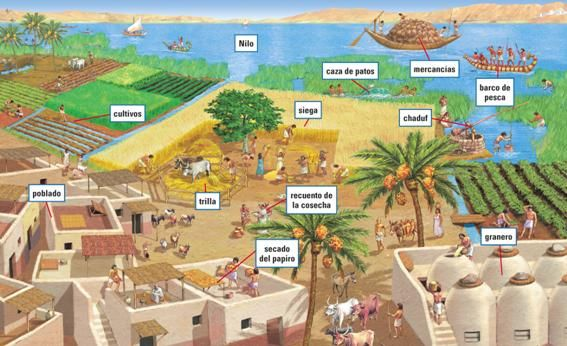 Nilo
mercancías
caza de patos
barco de
pesca
cultivos
siega
chaduf
poblado
trilla
recuento de
la cosecha
granero
secado
del papiro